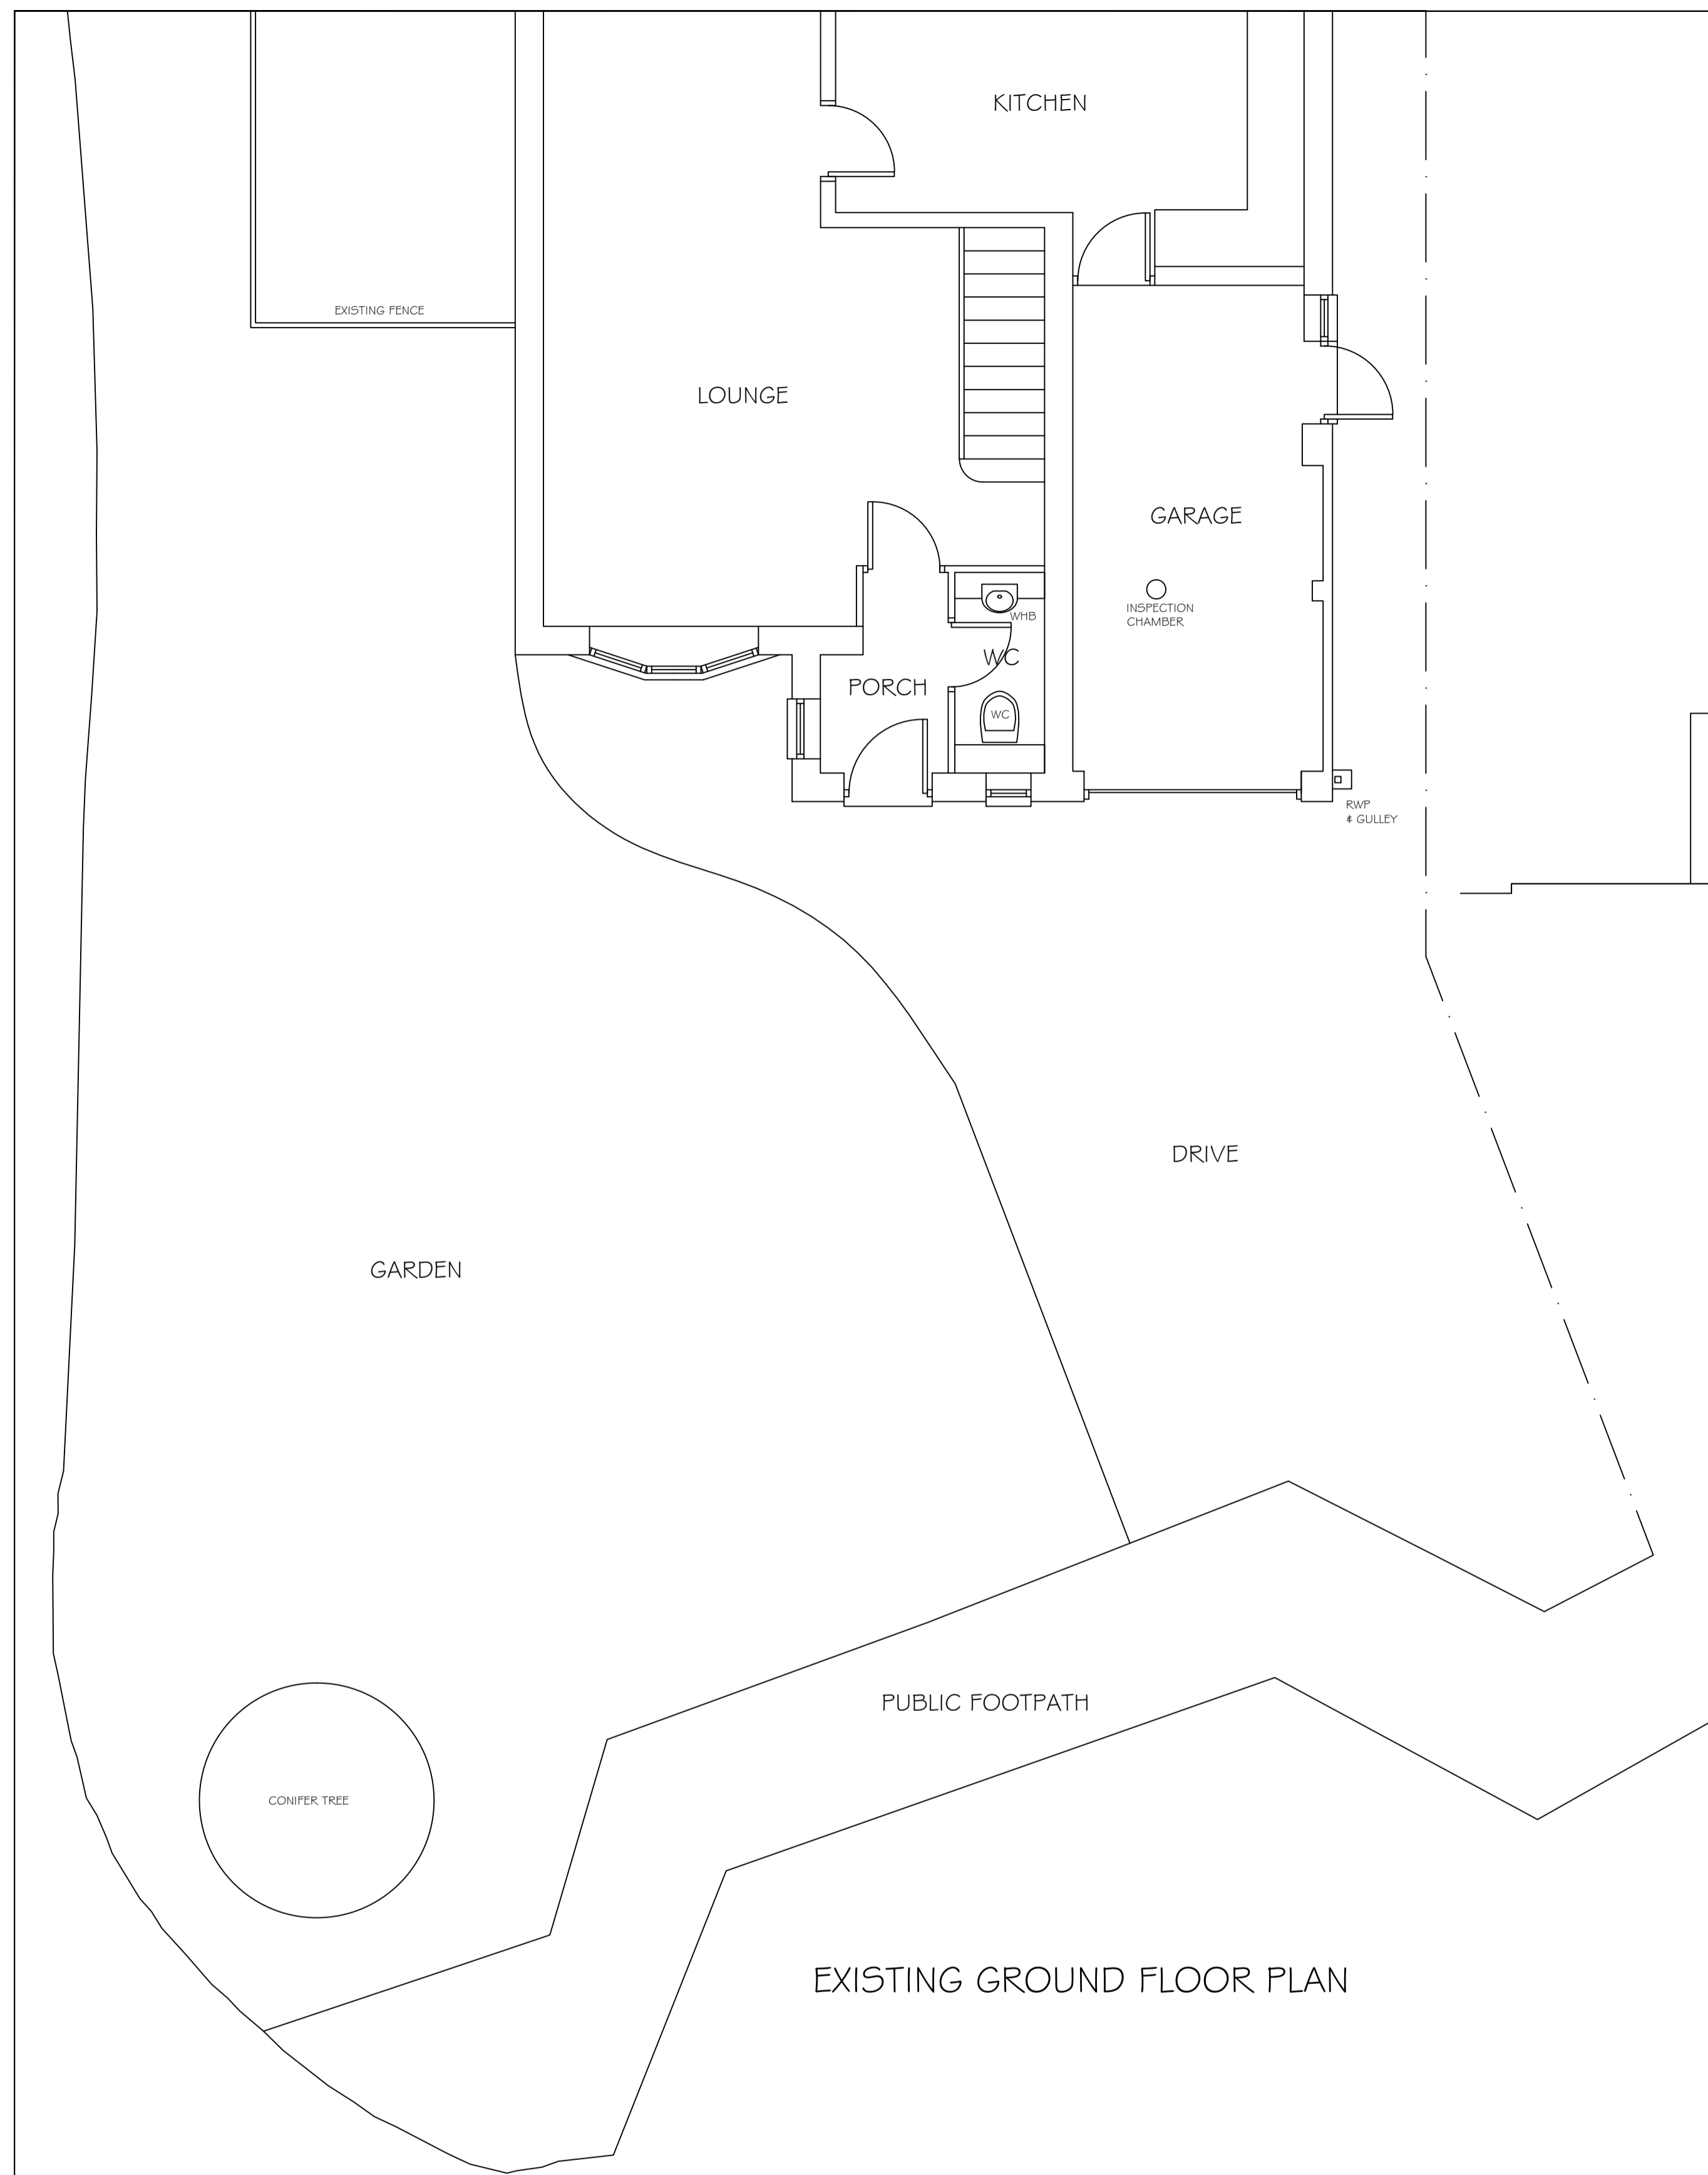 KITCHEN
EXISTING FENCE
LOUNGE
GARAGE
INSPECTION
CHAMBER
WHB
WC
PORCH
WC
RWP
& GULLEY
DRIVE
GARDEN
PUBLIC FOOTPATH
CONIFER TREE
EXISTING GROUND FLOOR PLAN